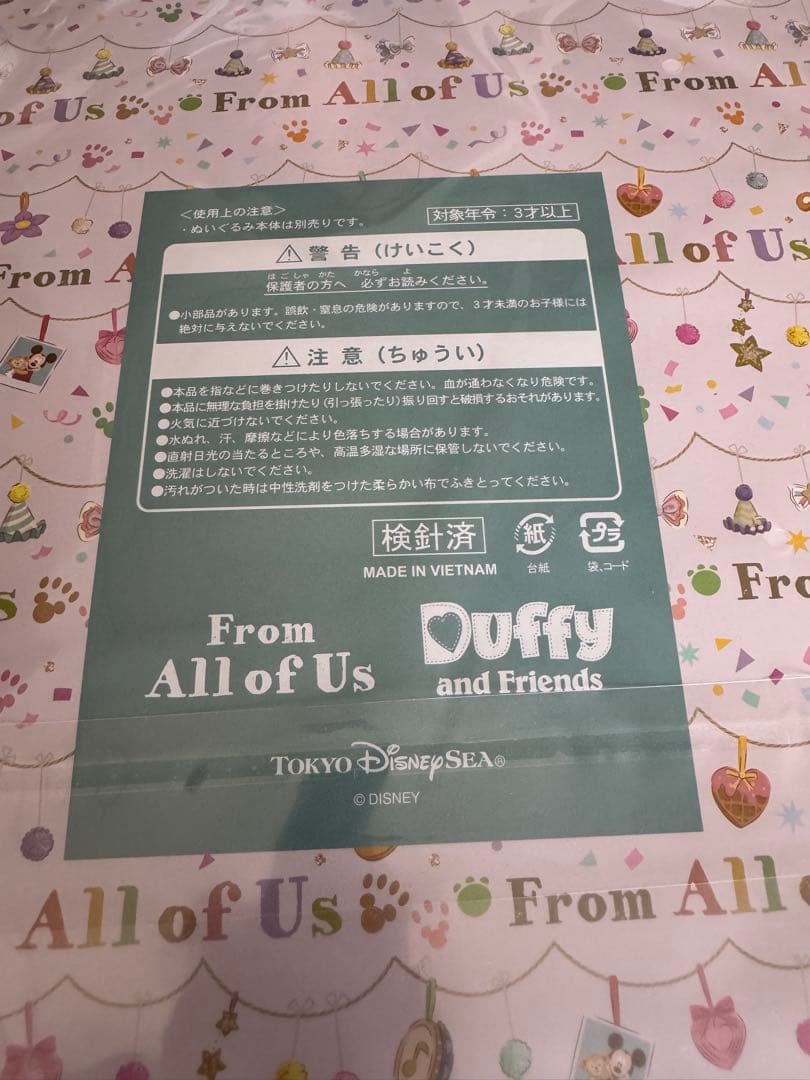 of Us From All of Us From All
＜使用上の注意＞
・ぬいぐるみ本体は別売りです。
対象年令：3才以上
⚠警告（けいこく）
ほごしゃ かた かなら よ
保護者の方へ 必ずお読みください。
●小部品があります。誤飲・窒息の危険がありますので、3才未満のお子様には
絶対に与えないでください。
⚠注意（ちゅうい）
●本品を指などに巻きつけたりしないでください。血が通わなくなり危険です。
●本品に無理な負担を掛けたり（引っ張ったり）振り回すと破損するおそれがあります。
●火気に近づけないでください。
●水ぬれ、汗、摩擦などにより色落ちする場合があります。
●直射日光の当たるところや、高温多湿な場所に保管しないでください。
●洗濯はしないでください。
●汚れがついた時は中性洗剤をつけた柔らかい布でふきとってください。
検針済
紙
プラ
MADE IN VIETNAM
台紙
袋、コード
From
All of Us
Duffy
and Friends
TOKYO DISNEYSEA®
© DISNEY
From All
All of Us
Us
From
All of Us From All